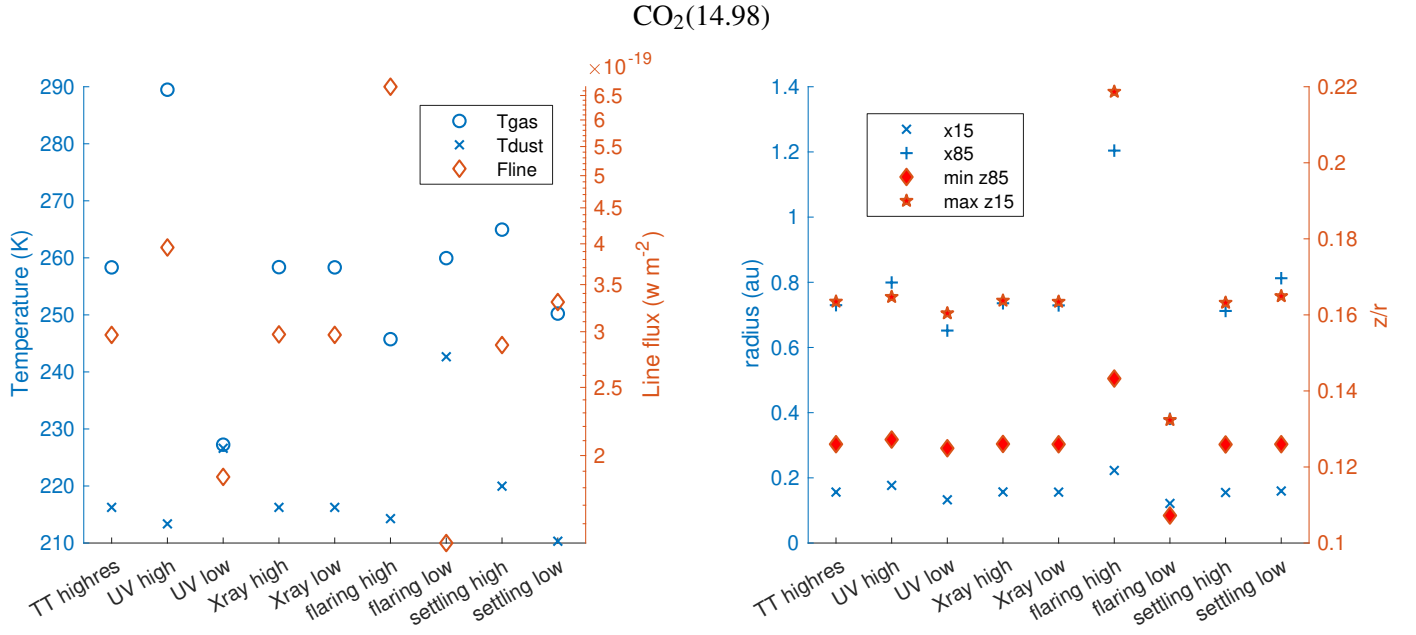 CO₂(14.98)
×10⁻¹⁹
290
280
270
260
250
240
230
220
210
Temperature (K)
6.5
6
5.5
5
4.5
4
3.5
3
2.5
2
Line flux (w m⁻²)
Tgas
Tdust
Fline
TT highres
UV high
UV low
Xray high
Xray low
flaring high
flaring low
settling high
settling low
1.4
1.2
1
0.8
0.6
0.4
0.2
0
radius (au)
0.22
0.2
0.18
0.16
0.14
0.12
0.1
z/r
x15
x85
min z85
max z15
TT highres
UV high
UV low
Xray high
Xray low
flaring high
flaring low
settling high
settling low